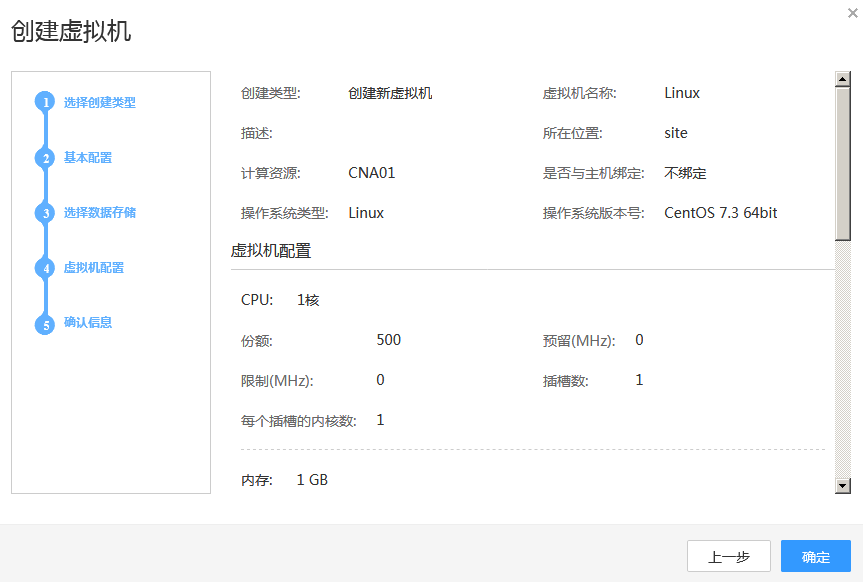 创建虚拟机
1 选择创建类型
2 基本配置
3 选择数据存储
4 虚拟机配置
5 确认信息
创建类型: 创建新虚拟机 虚拟机名称: Linux
描述: 所在位置: site
计算资源: CNA01 是否与主机绑定: 不绑定
操作系统类型: Linux 操作系统版本号: CentOS 7.3 64bit
虚拟机配置
CPU: 1核
份额: 500 预留(MHz): 0
限制(MHz): 0 插槽数: 1
每个插槽的内核数: 1
内存: 1 GB
上一步 确定